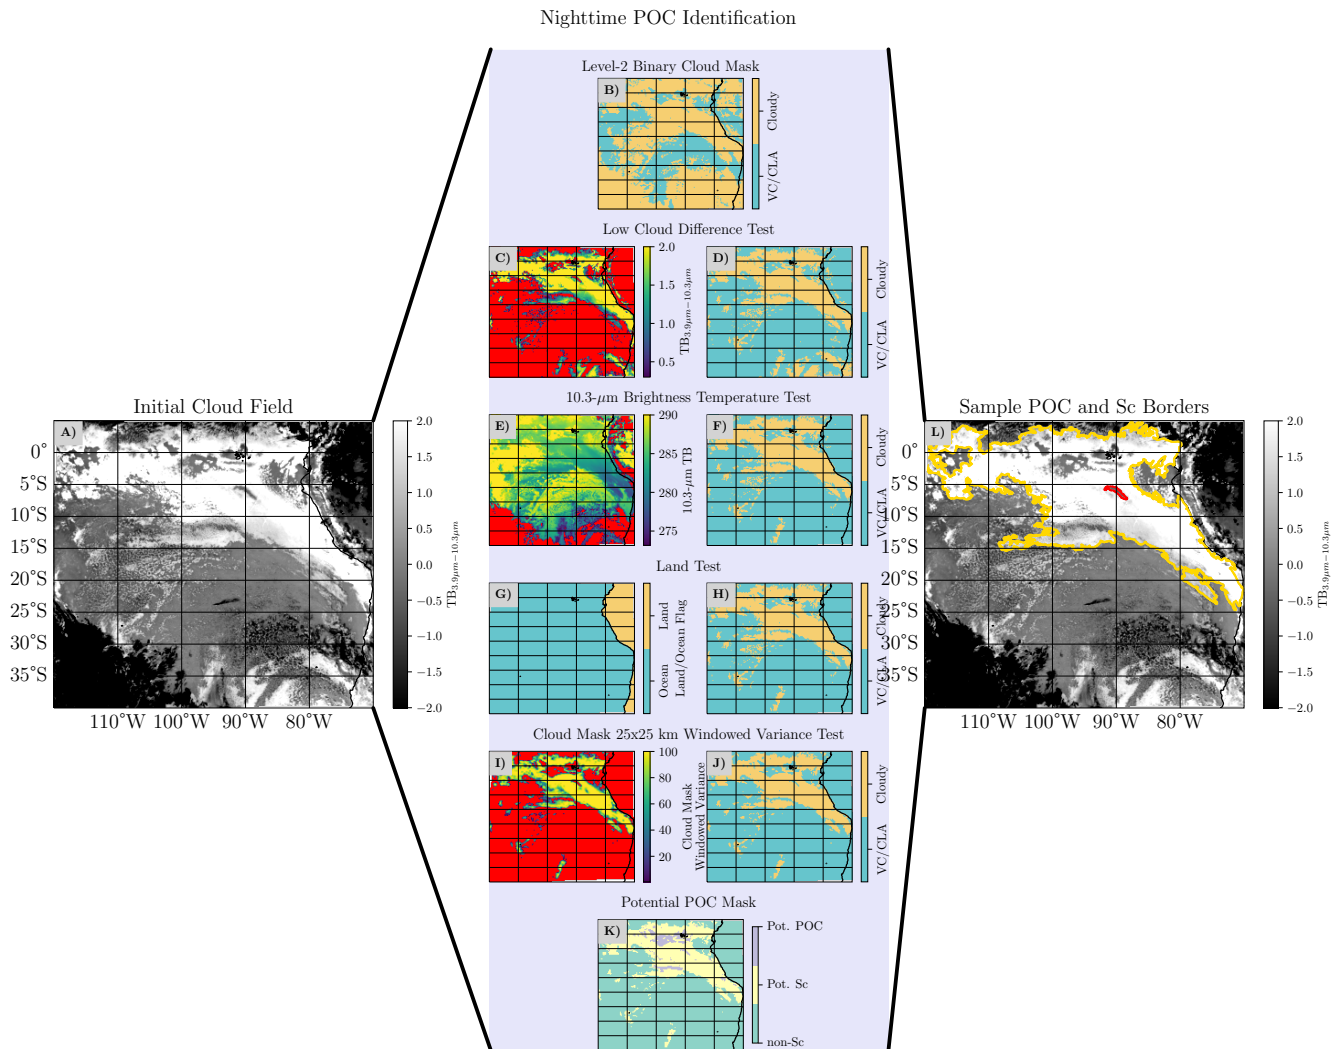 Nighttime POC Identification
Level-2 Binary Cloud Mask
B)
Cloudy
VC/CLA
Low Cloud Difference Test
C)
2.0
1.5
1.0
0.5
TB3.9μm−10.3μm
D)
Cloudy
VC/CLA
10.3-μm Brightness Temperature Test
E)
290
285
280
275
10.3-μm TB
F)
Cloudy
VC/CLA
Land Test
G)
Land
Ocean
Land/Ocean Flag
H)
Cloudy
VC/CLA
Cloud Mask 25x25 km Windowed Variance Test
I)
100
80
60
40
20
Cloud Mask
Windowed Variance
J)
Cloudy
VC/CLA
Potential POC Mask
K)
Pot. POC
Pot. Sc
non-Sc
Initial Cloud Field
A)
0°
5°S
10°S
15°S
20°S
25°S
30°S
35°S
110°W 100°W 90°W 80°W
2.0
1.5
1.0
0.5
0.0
−0.5
−1.0
−1.5
−2.0
TB3.9μm−10.3μm
Sample POC and Sc Borders
L)
0°
5°S
10°S
15°S
20°S
25°S
30°S
35°S
110°W 100°W 90°W 80°W
2.0
1.5
1.0
0.5
0.0
−0.5
−1.0
−1.5
−2.0
TB3.9μm−10.3μm